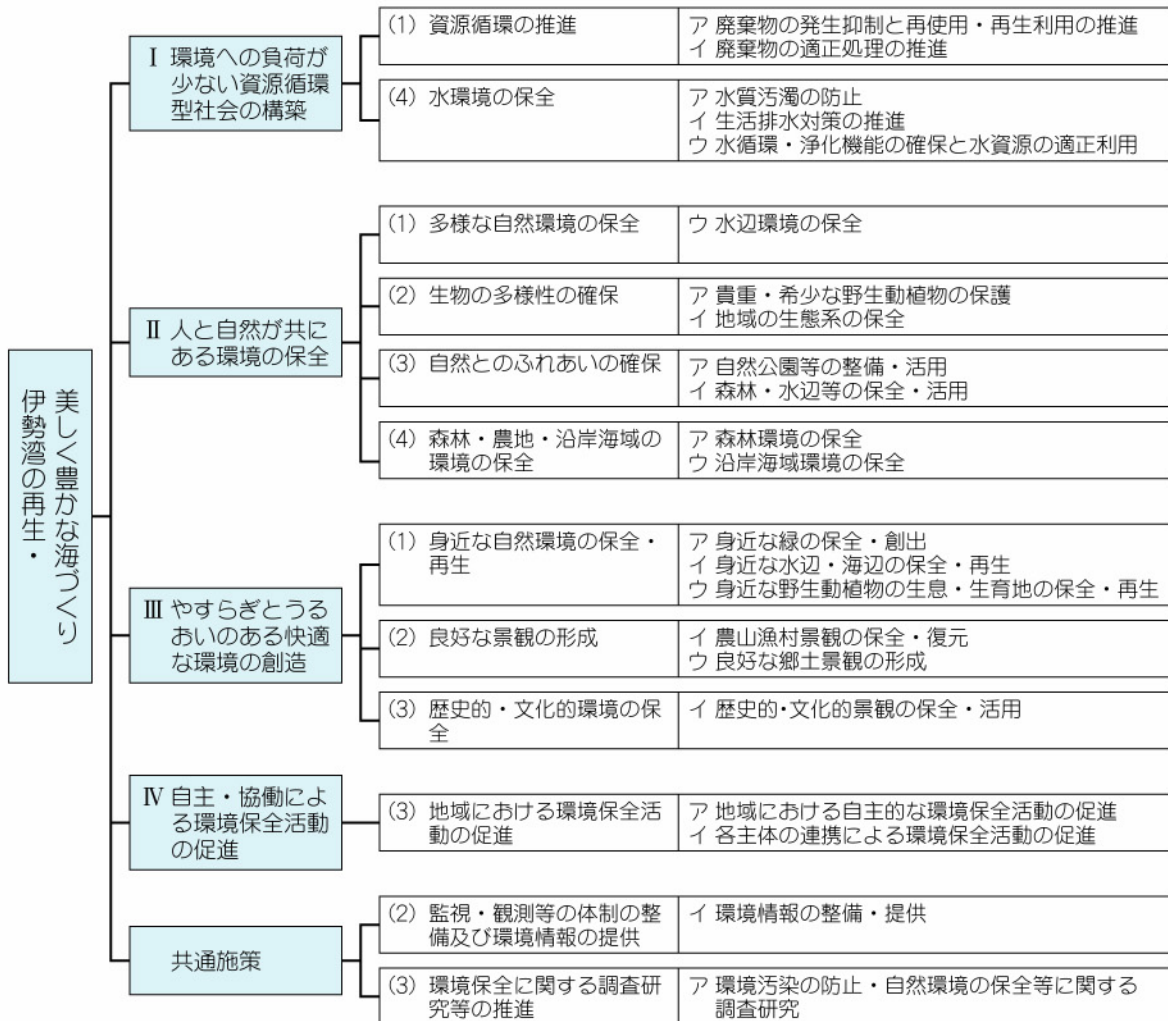 美しく豊かな海づくり
伊勢湾の再生・
Ⅰ 環境への負荷が
少ない資源循環
型社会の構築
(1) 資源循環の推進
ア 廃棄物の発生抑制と再使用・再生利用の推進
イ 廃棄物の適正処理の推進
(4) 水環境の保全
ア 水質汚濁の防止
イ 生活排水対策の推進
ウ 水循環・浄化機能の確保と水資源の適正利用
Ⅱ 人と自然が共に
ある環境の保全
(1) 多様な自然環境の保全
ウ 水辺環境の保全
(2) 生物の多様性の確保
ア 貴重・希少な野生動植物の保護
イ 地域の生態系の保全
(3) 自然とのふれあいの確保
ア 自然公園等の整備・活用
イ 森林・水辺等の保全・活用
(4) 森林・農地・沿岸海域の
環境の保全
ア 森林環境の保全
ウ 沿岸海域環境の保全
Ⅲ やすらぎとうる
おいのある快適
な環境の創造
(1) 身近な自然環境の保全・
再生
ア 身近な緑の保全・創出
イ 身近な水辺・海辺の保全・再生
ウ 身近な野生動植物の生息・生育地の保全・再生
(2) 良好な景観の形成
イ 農山漁村景観の保全・復元
ウ 良好な郷土景観の形成
(3) 歴史的・文化的環境の保
全
イ 歴史的・文化的景観の保全・活用
Ⅳ 自主・協働によ
る環境保全活動
の促進
(3) 地域における環境保全活
動の促進
ア 地域における自主的な環境保全活動の促進
イ 各主体の連携による環境保全活動の促進
共通施策
(2) 監視・観測等の体制の整
備及び環境情報の提供
イ 環境情報の整備・提供
(3) 環境保全に関する調査研
究等の推進
ア 環境汚染の防止・自然環境の保全等に関する
調査研究